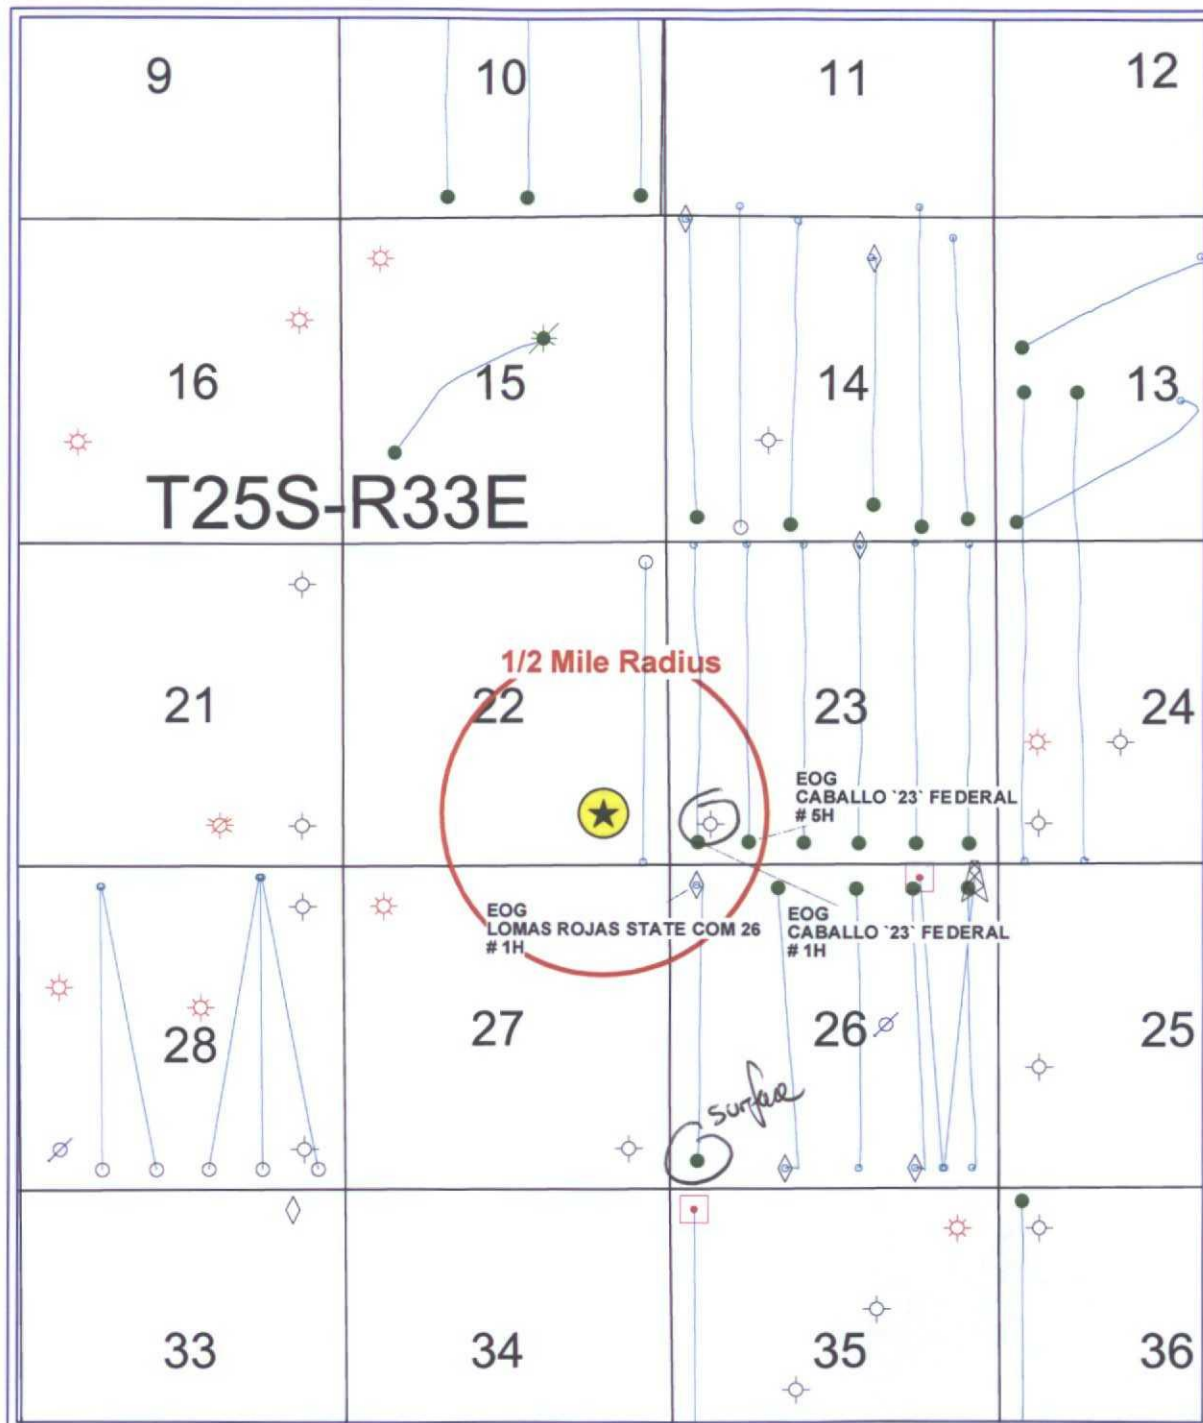 9
10
11
12
16
15
14
13
T25S-R33E
1/2 Mile Radius
21
22
23
24
EOG
CABALLO `23` FEDERAL
# 5H
EOG
LOMAS ROJAS STATE COM 26
# 1H
EOG
CABALLO `23` FEDERAL
# 1H
28
27
26
25
surface
33
34
35
36